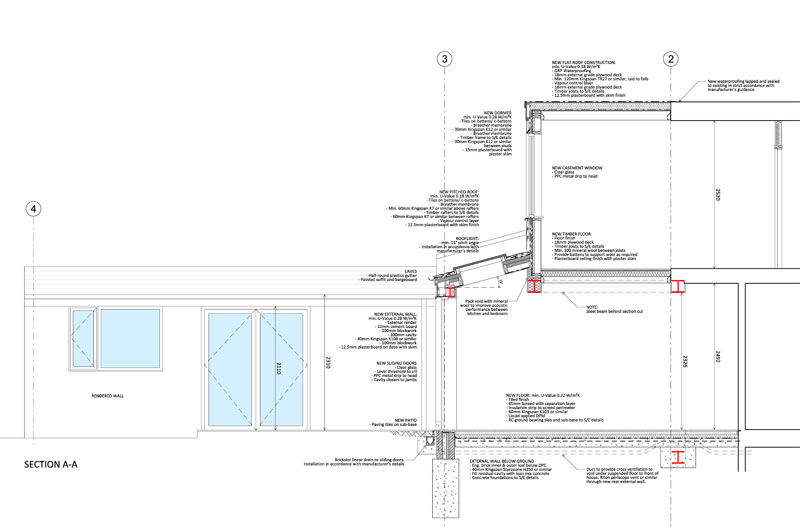 3
2
4
NEW FLAT ROOF CONSTRUCTION:
min. U-Value 0.18 W/m²K
- GRP Waterproofing
- 18mm external grade plywood deck
- Min. 120mm Kingspan TR27 or similar, laid to falls
- Vapour control layer
- 18mm external grade plywood deck
- Timber joists to S/E details
- 12.5mm plasterboard with skim finish
New waterproofing lapped and sealed
to existing in strict accordance with
manufacturer's guidance
NEW DORMER
min. U-Value 0.28 W/m²K
- Tiles on battens/ c-battens
- Breather membrane
- 30mm Kingspan K12 or similar
- Breather membrane
- Timber frame to S/E details
- 30mm Kingspan K12 or similar
between studs
- 15mm plasterboard with
plaster skim
NEW CASEMENT WINDOW
- Clear glass
- PPC metal drip to head
2520
NEW PITCHED ROOF:
min. U-Value 0.18 W/m²K
- Tiles on battens/ c-battens
- Breather membrane
- Min. 60mm Kingspan K7 or similar above rafters
- Timber rafters to S/E details
- 60mm Kingspan K7 or similar between rafters
- Vapour control layer
- 12.5mm plasterboard with skim finish
ROOFLIGHT:
- min. 15° pitch angle
- Installation in accordance with
manufacturer's details
NEW TIMBER FLOOR:
- Floor finish
- 18mm plywood deck
- Timber joists to S/E details
- Min. 100 mineral wool between joists
- Provide battens to support wool as required
- Plasterboard ceiling finish with plaster skim
EAVES
- Half round plastics gutter
- Painted soffit and bargeboard
Pack void with mineral
wool to improve acoustic
performance between
kitchen and bedroom
NOTE:
Steel beam behind section cut
NEW EXTERNAL WALL:
min. U-Value 0.28 W/m²K
- External render
- 12mm cement board
- 100mm blockwork
- 100mm cavity
- 40mm Kingspan K108 or similar
- 100mm blockwork
- 12.5mm plasterboard on dabs with skim
NEW SLIDING DOORS
- Clear glass
- Level threshold to sill
- PPC metal drip to head
- Cavity closers to jambs
2110
2310
2326
2492
RENDERED WALL
NEW FLOOR: min. U-Value 0.22 W/m²K
- Tiled finish
- 65mm Screed with separation layer
- Insulation strip to screed perimeter
- 60mm Kingspan K103 or similar
- Liquid applied DPM
- RC ground bearing slab and sub-base to S/E details
NEW PATIO
- Paving tiles on sub-base
SECTION A-A
Brickslot linear drain to sliding doors
Installation in accordance with manufacturer's details
EXTERNAL WALL BELOW GROUND
- Eng. brick inner & outer leaf below DPC
- 40mm Kingspan Styrozone H350 or similar
- Fill residual cavity with lean mix concrete
- Concrete foundations to S/E details
Duct to provide cross ventilation to
void under suspended floor to front of
house. Riton periscope vent or similar
through new rear external wall.